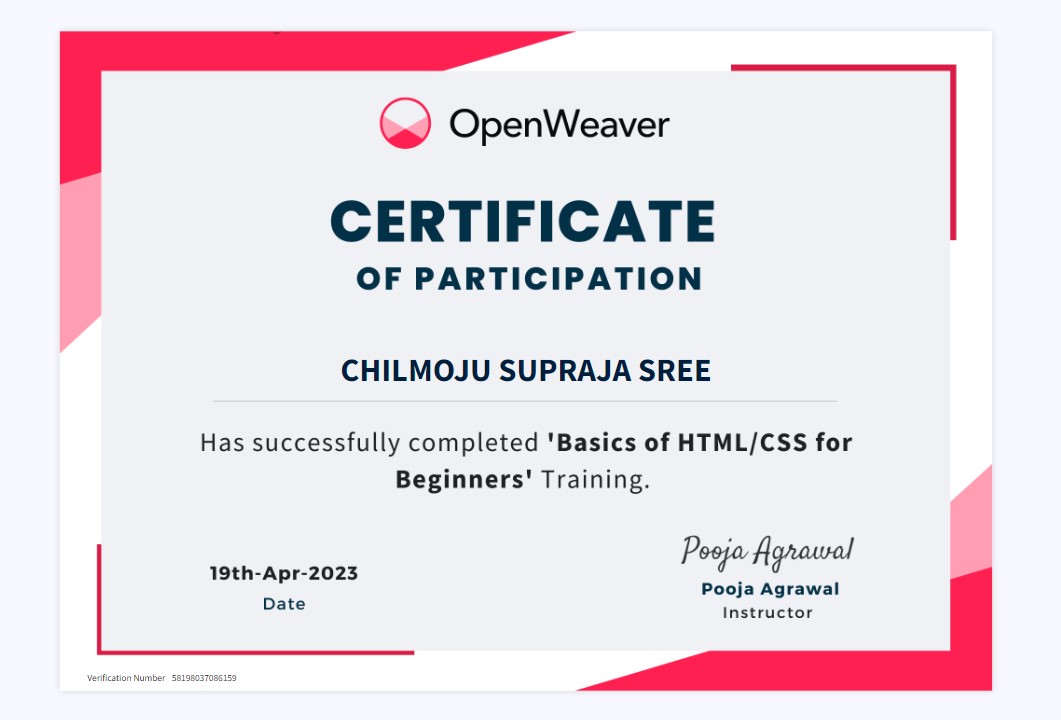 OpenWeaver
CERTIFICATE
OF PARTICIPATION
CHILMOJU SUPRAJA SREE
Has successfully completed 'Basics of HTML/CSS for
Beginners' Training.
Pooja Agrawal
19th-Apr-2023
Date
Pooja Agrawal
Instructor
Verification Number 58198037086159